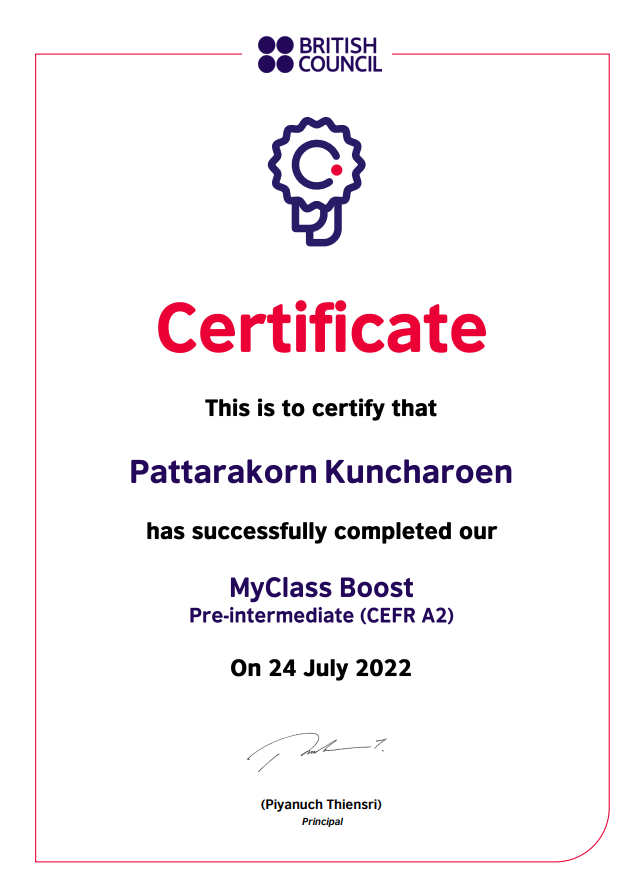 BRITISH
COUNCIL
Certificate
This is to certify that
Pattarakorn Kuncharoen
has successfully completed our
MyClass Boost
Pre-intermediate (CEFR A2)
On 24 July 2022
(Piyanuch Thiensri)
Principal